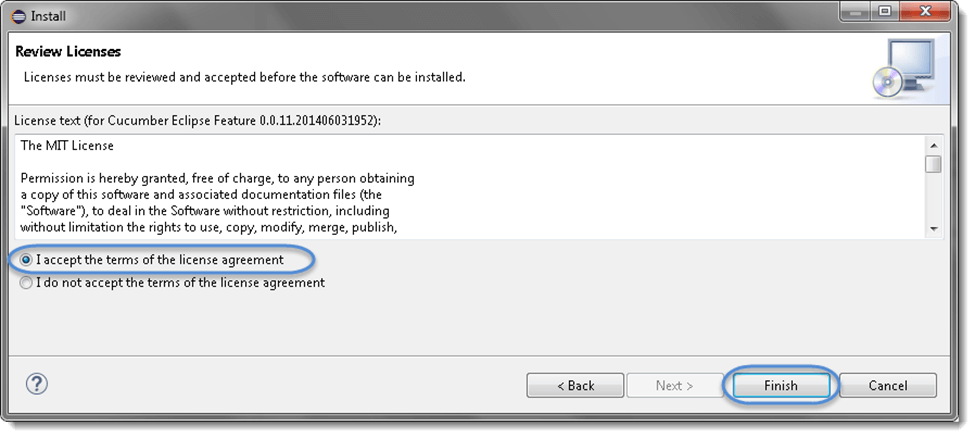 Install
Review Licenses
Licenses must be reviewed and accepted before the software can be installed.
License text (for Cucumber Eclipse Feature 0.0.11.201406031952):
The MIT License
Permission is hereby granted, free of charge, to any person obtaining
a copy of this software and associated documentation files (the
"Software"), to deal in the Software without restriction, including
without limitation the rights to use, copy, modify, merge, publish,
I accept the terms of the license agreement
I do not accept the terms of the license agreement
? < Back Next > Finish Cancel